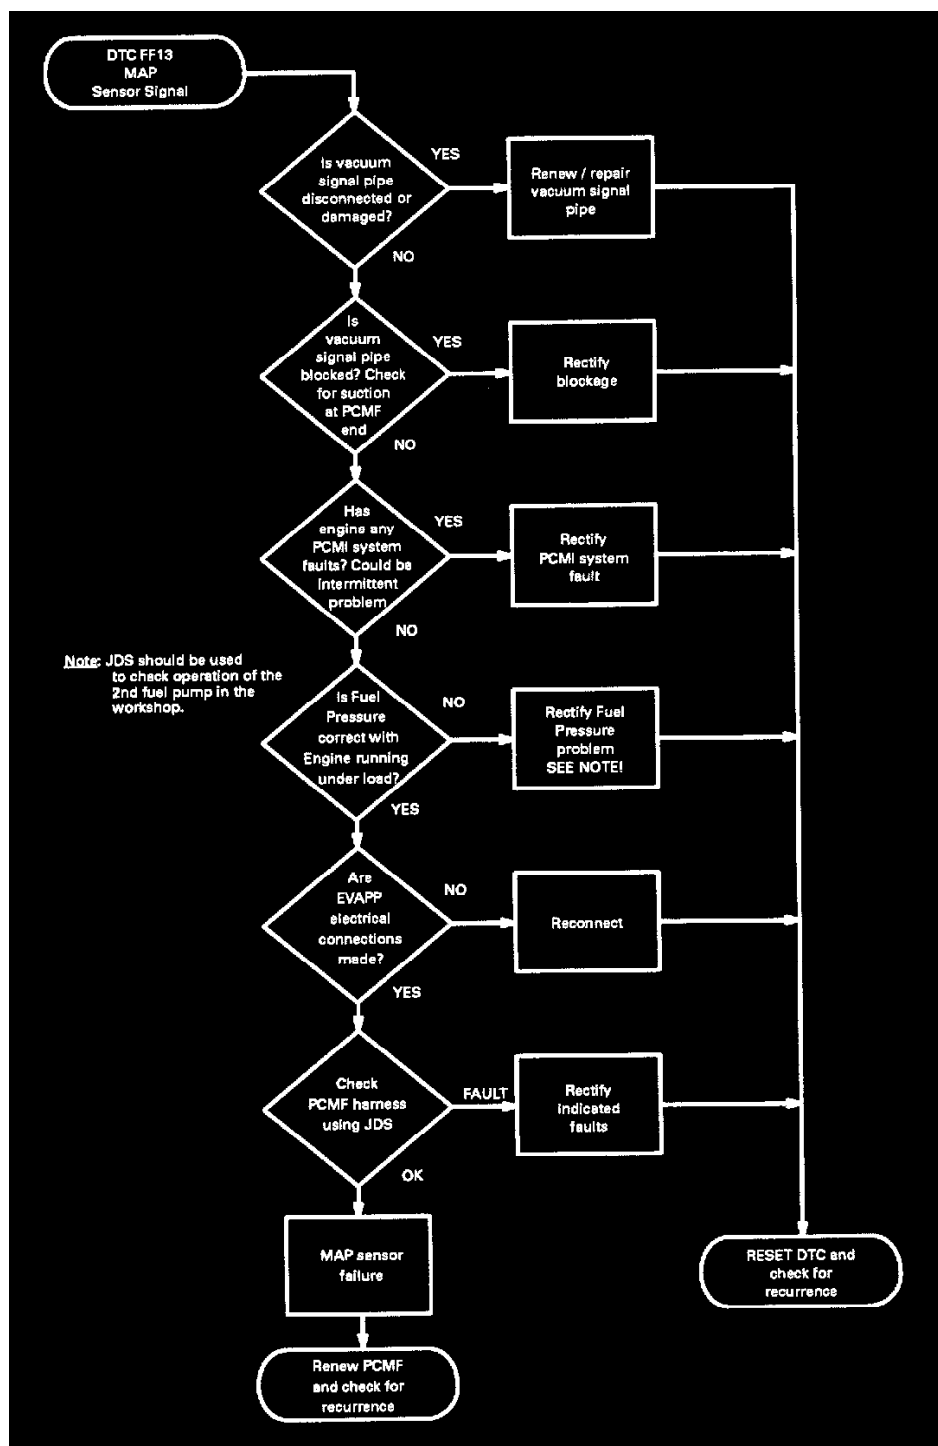 DTC FF13
MAP
Sensor Signal
Is vacuum
signal pipe
disconnected or
damaged?
YES
Renew / repair
vacuum signal
pipe
NO
Is
vacuum
signal pipe
blocked? Check
for suction
at PCMF
end
YES
Rectify
blockage
NO
Has
engine any
PCMI system
faults? Could be
intermittent
problem
YES
Rectify
PCMI system
fault
NO
Note: JDS should be used
to check operation of the
2nd fuel pump in the
workshop.
Is Fuel
Pressure
correct with
Engine running
under load?
NO
Rectify Fuel
Pressure
problem
SEE NOTE!
YES
Are
EVAPP
electrical
connections
made?
NO
Reconnect
YES
Check
PCMF harness
using JDS
FAULT
Rectify
indicated
faults
OK
MAP sensor
failure
RESET DTC and
check for
recurrence
Renew PCMF
and check for
recurrence